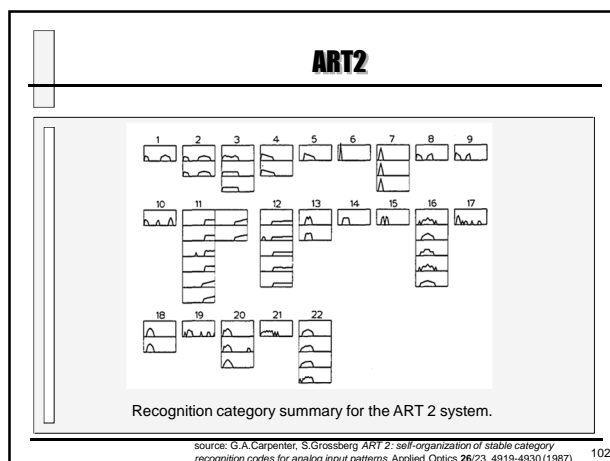 ART2
1 2 3 4 5 6 7 8 9
10 11 12 13 14 15 16 17
18 19 20 21 22
Recognition category summary for the ART 2 system.
source: G.A.Carpenter, S.Grossberg ART 2: self-organization of stable category
recognition codes for analog input patterns, Applied Optics 26/23, 4919-4930 (1987)
102